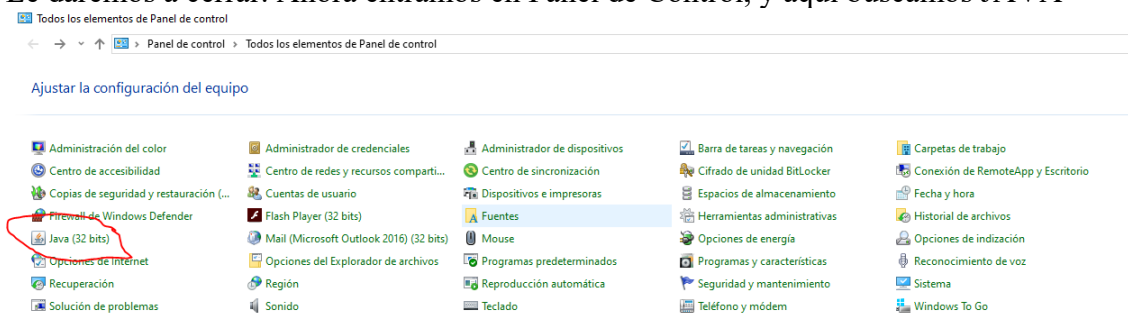 Le daremos a cerrar. Ahora entramos en Panel de Control, y aquí buscamos JAVA
Todos los elementos de Panel de control
Panel de control > Todos los elementos de Panel de control
Ajustar la configuración del equipo
Administración del color Administrador de credenciales Administrador de dispositivos Barra de tareas y navegación Carpetas de trabajo
Centro de accesibilidad Centro de redes y recursos comparti... Centro de sincronización Cifrado de unidad BitLocker Conexión de RemoteApp y Escritorio
Copias de seguridad y restauración (... Cuentas de usuario Dispositivos e impresoras Espacios de almacenamiento Fecha y hora
Firewall de Windows Defender Flash Player (32 bits) Fuentes Herramientas administrativas Historial de archivos
Java (32 bits) Mail (Microsoft Outlook 2016) (32 bits) Mouse Opciones de energía Opciones de indización
Opciones de Internet Opciones del Explorador de archivos Programas predeterminados Programas y características Reconocimiento de voz
Recuperación Región Reproducción automática Seguridad y mantenimiento Sistema
Solución de problemas Sonido Teclado Teléfono y módem Windows To Go